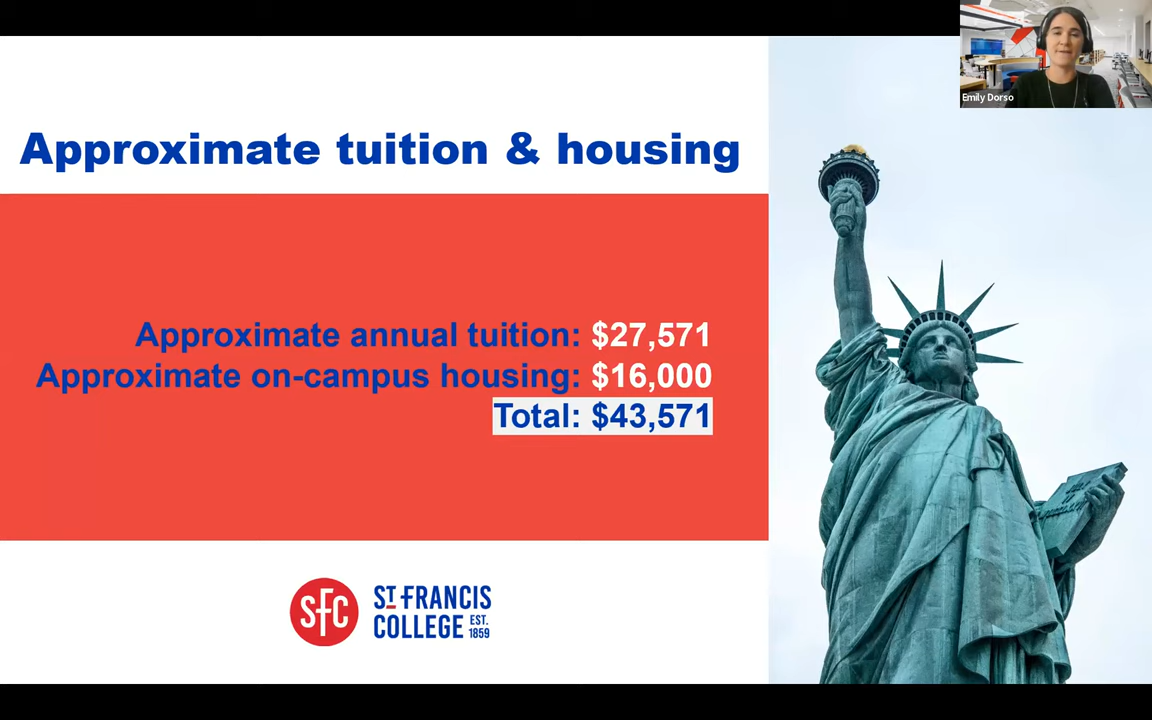 Emily Dorso
Approximate tuition & housing
Approximate annual tuition: $27,571
Approximate on-campus housing: $16,000
Total: $43,571
SFC
ST FRANCIS
COLLEGE EST.
1859